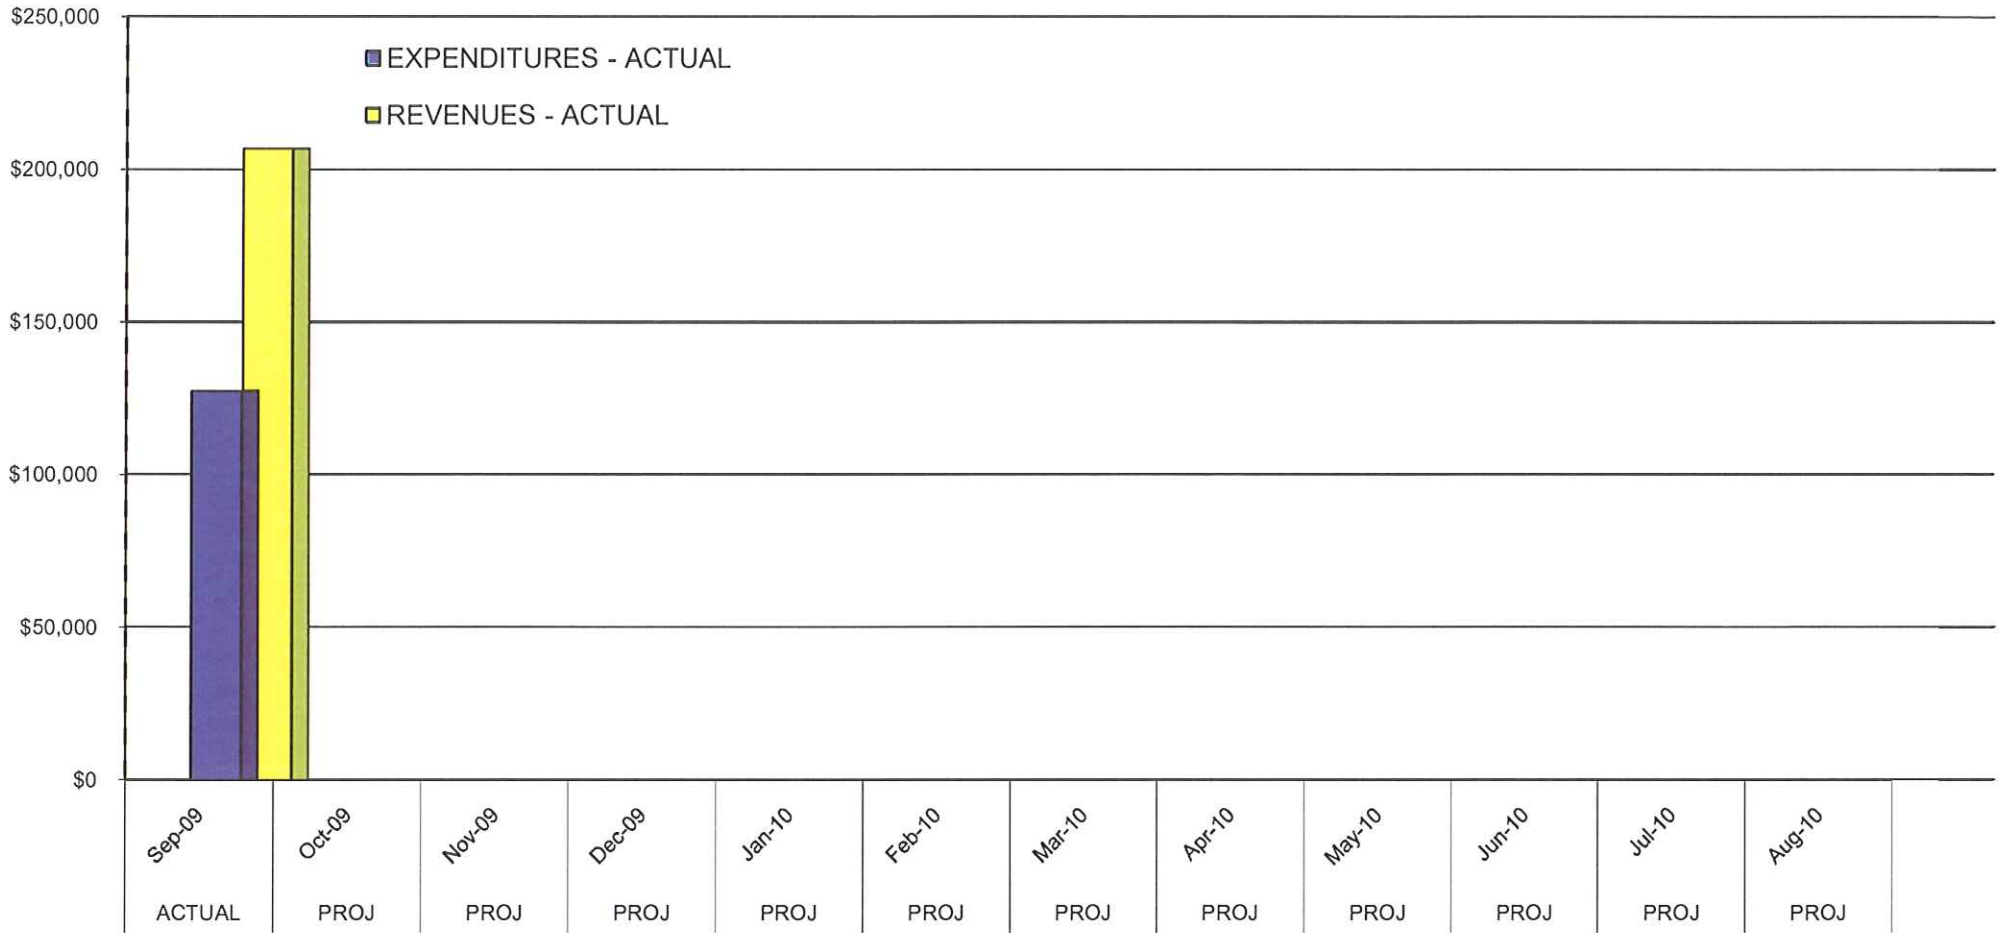 $250,000
EXPENDITURES - ACTUAL
REVENUES - ACTUAL
$200,000
$150,000
$100,000
$50,000
$0
Sep-09 Oct-09 Nov-09 Dec-09 Jan-10 Feb-10 Mar-10 Apr-10 May-10 Jun-10 Jul-10 Aug-10
ACTUAL PROJ PROJ PROJ PROJ PROJ PROJ PROJ PROJ PROJ PROJ PROJ